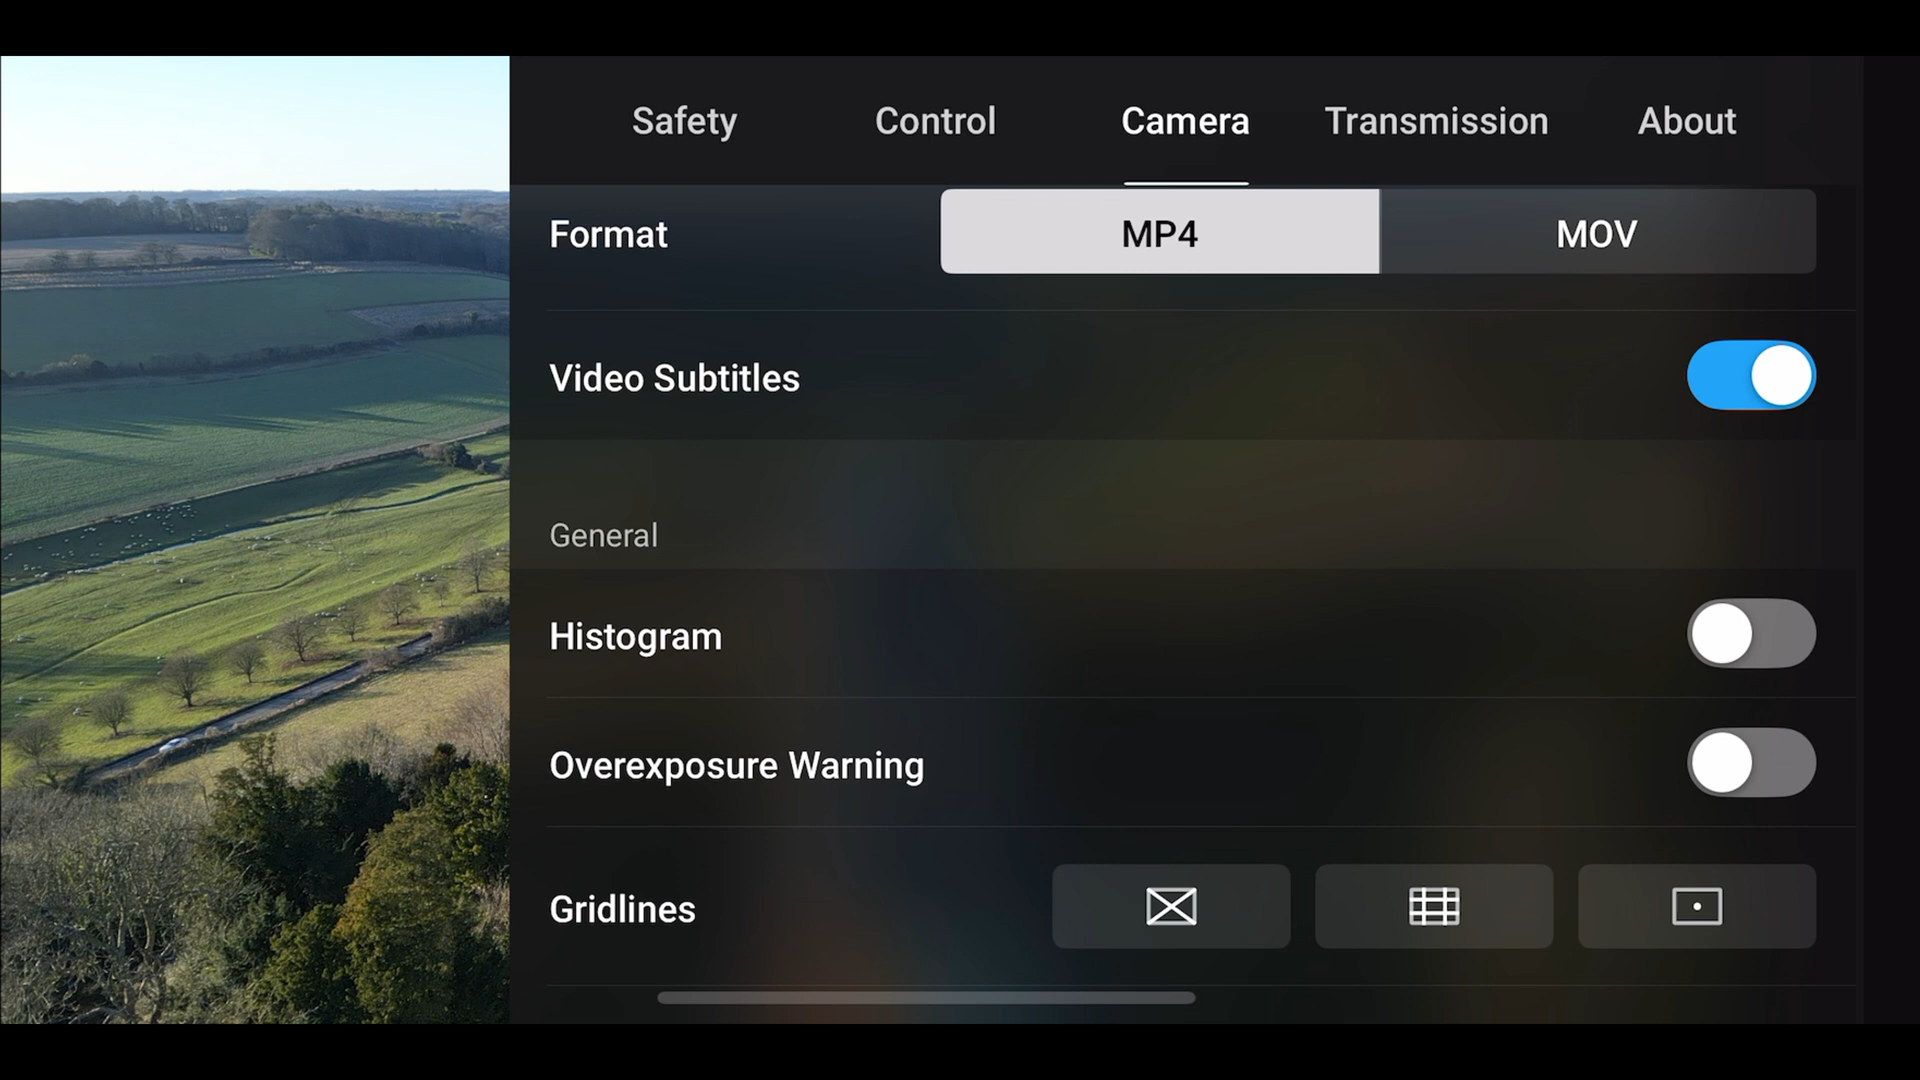 Safety Control Camera Transmission About
Format MP4 MOV
Video Subtitles
General
Histogram
Overexposure Warning
Gridlines